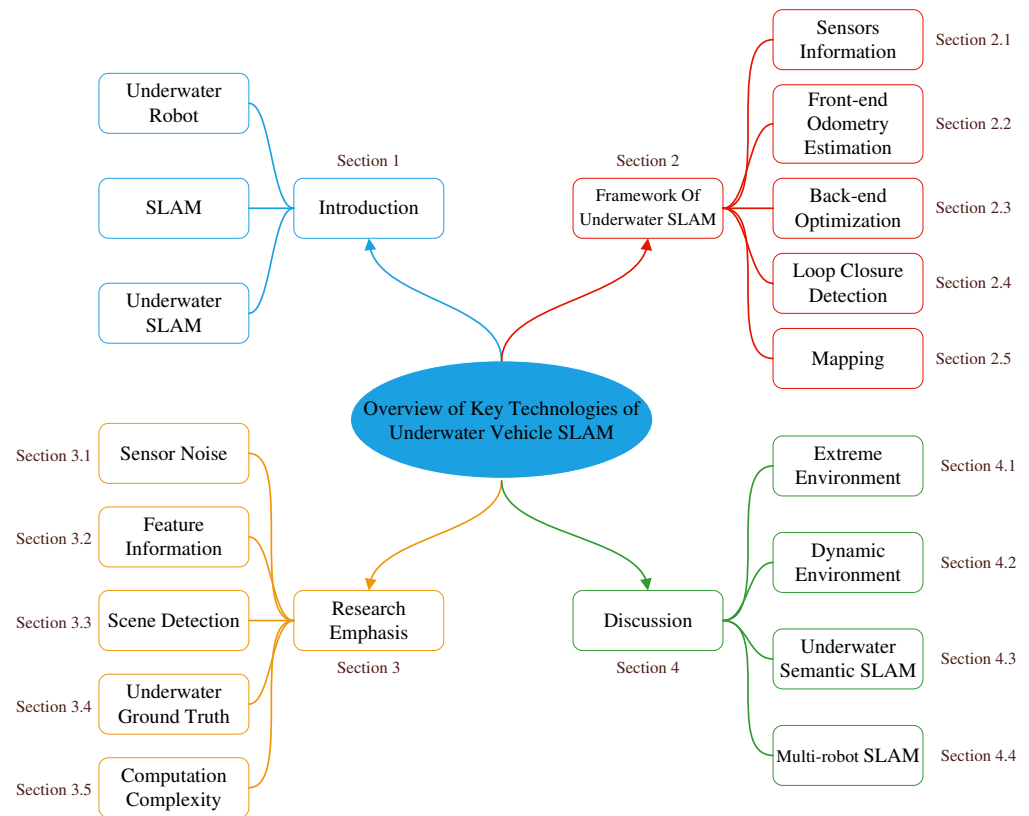 Underwater
Robot
SLAM
Underwater
SLAM
Section 1
Introduction
Section 2
Framework Of
Underwater SLAM
Sensors
Information
Section 2.1
Front-end
Odometry
Estimation
Section 2.2
Back-end
Optimization
Section 2.3
Loop Closure
Detection
Section 2.4
Mapping
Section 2.5
Overview of Key Technologies of
Underwater Vehicle SLAM
Section 3.1
Sensor Noise
Section 3.2
Feature
Information
Section 3.3
Scene Detection
Section 3.4
Underwater
Ground Truth
Section 3.5
Computation
Complexity
Research
Emphasis
Section 3
Discussion
Section 4
Extreme
Environment
Section 4.1
Dynamic
Environment
Section 4.2
Underwater
Semantic SLAM
Section 4.3
Multi-robot SLAM
Section 4.4